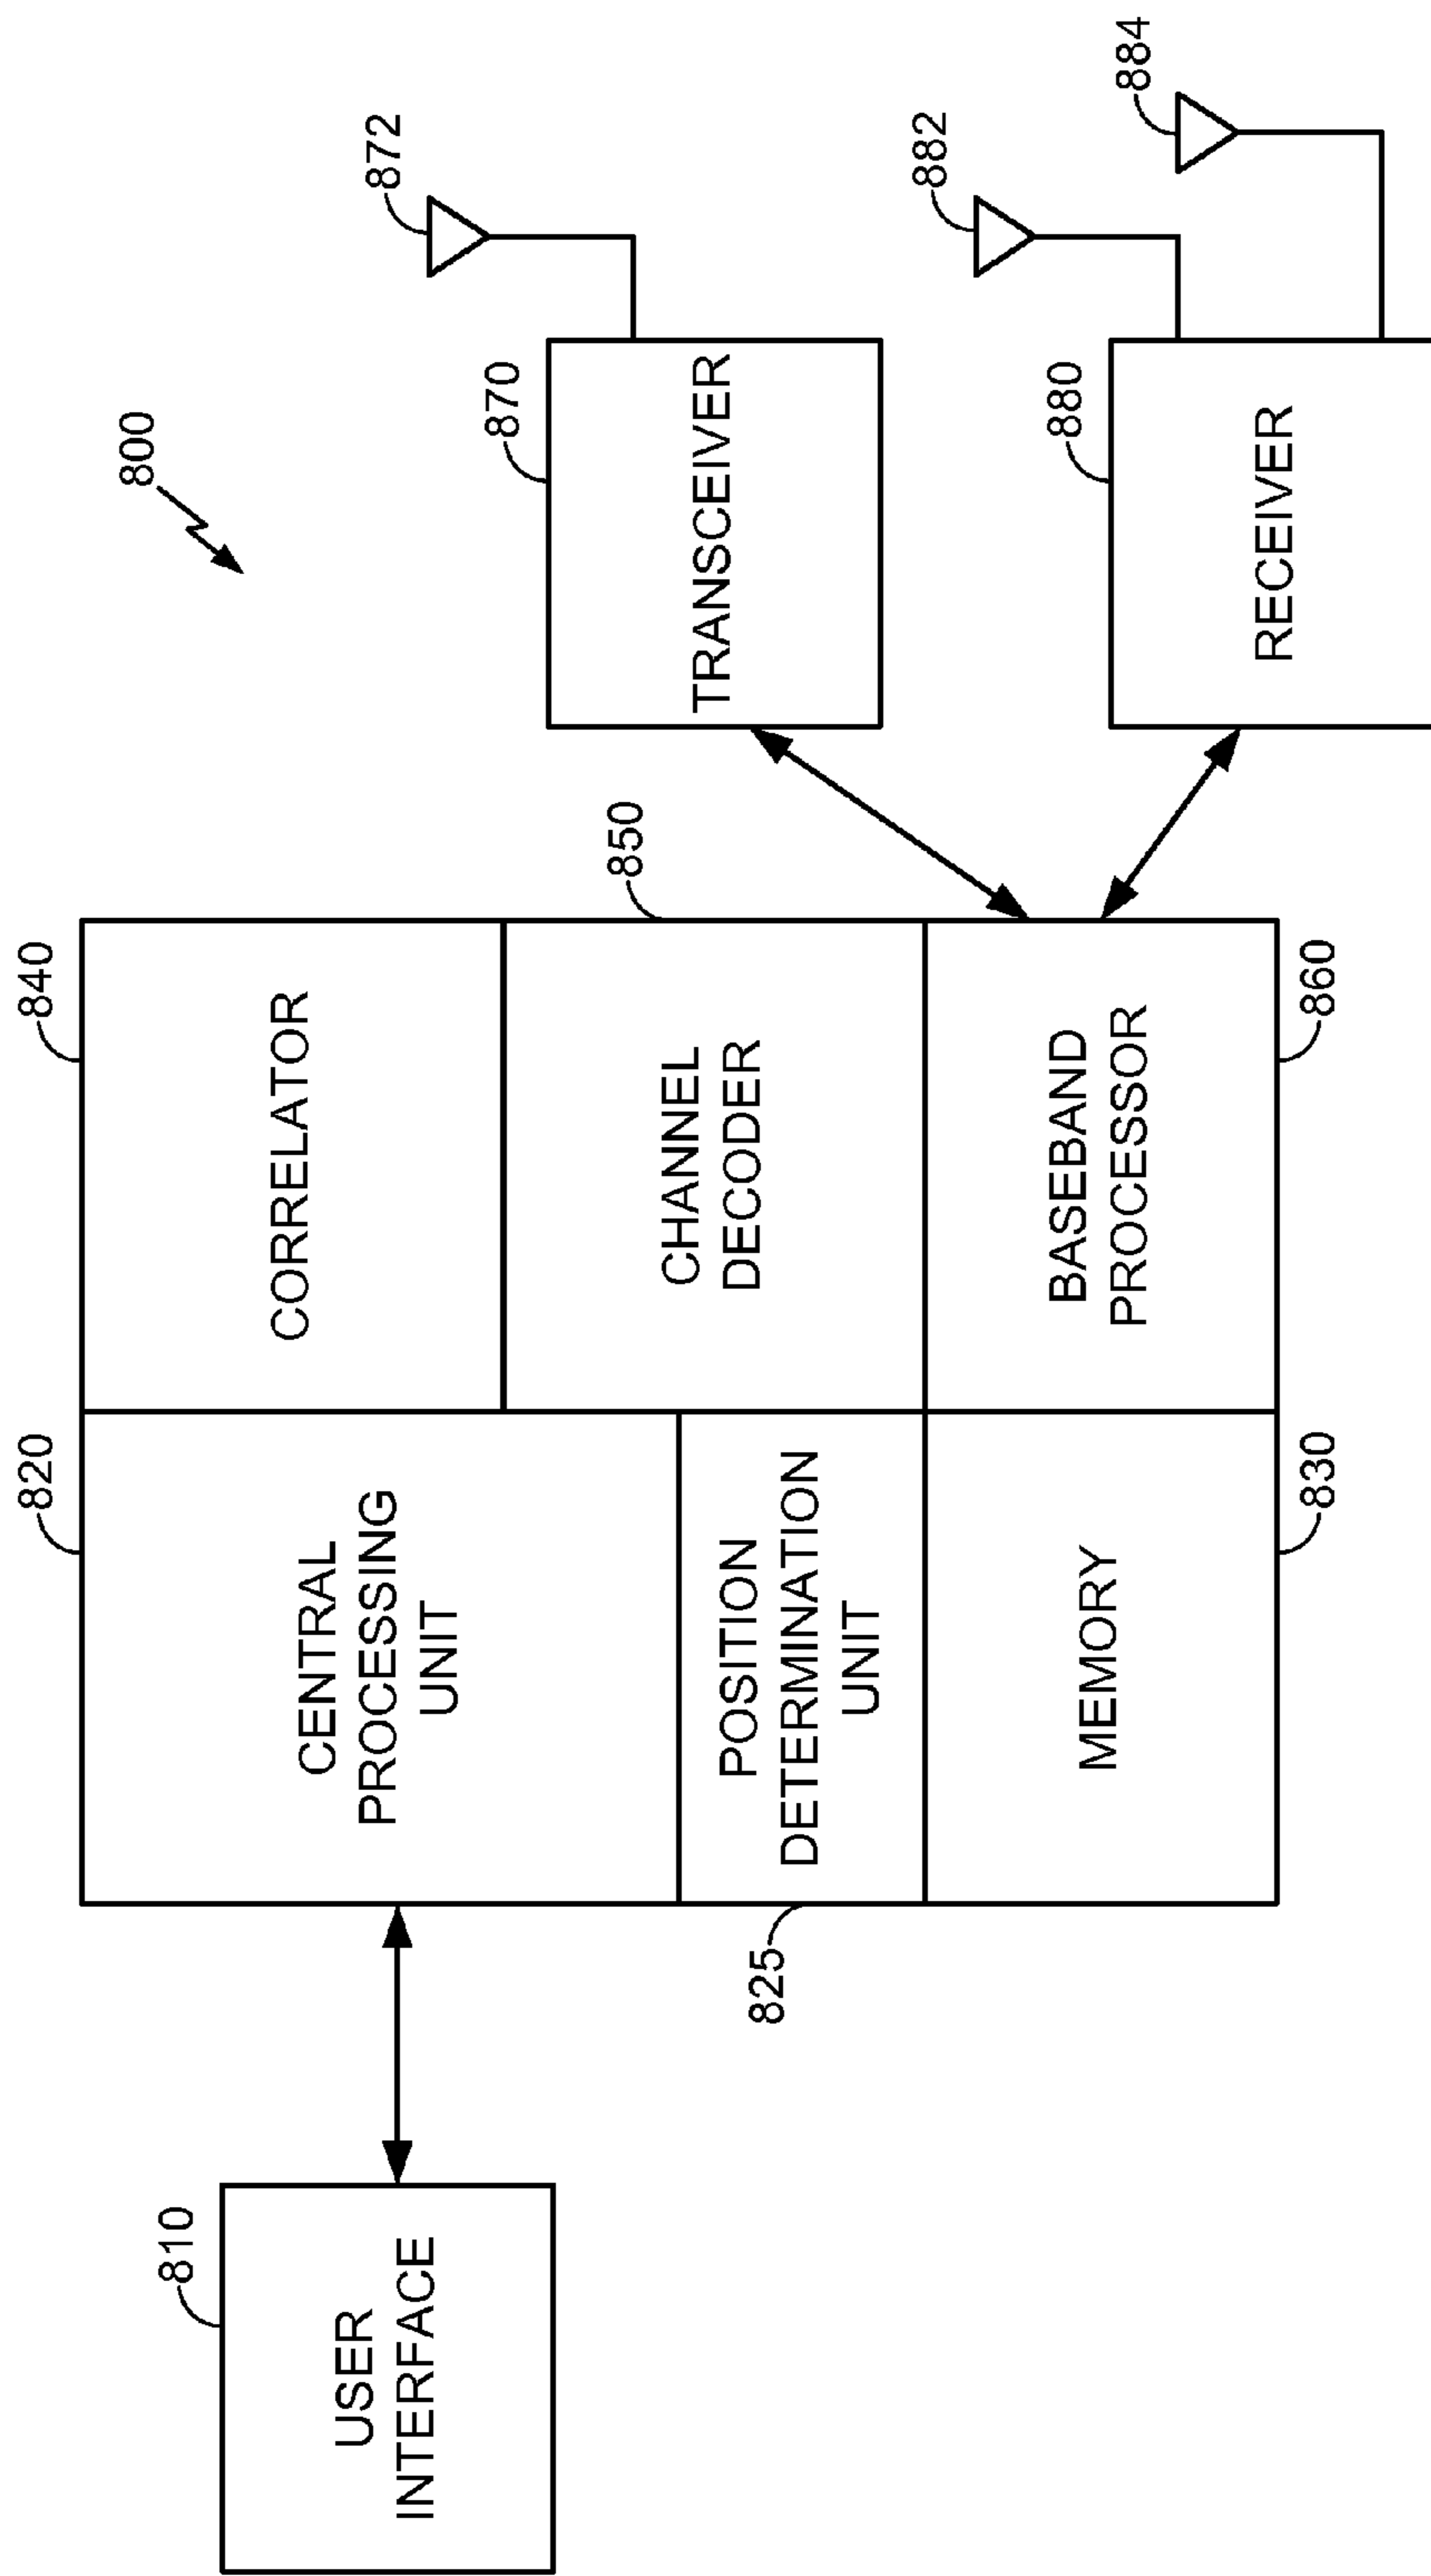 800
820
840
810
872
870
USER
INTERFACE
CENTRAL
PROCESSING
UNIT
CORRELATOR
TRANSCEIVER
850
CHANNEL
DECODER
825
POSITION
DETERMINATION
UNIT
882
884
880
MEMORY
BASEBAND
PROCESSOR
RECEIVER
830
860